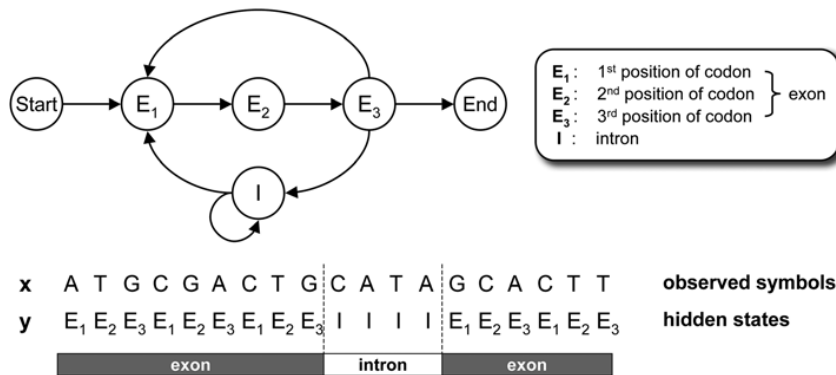 Start E₁ E₂ E₃ End
I
E₁ : 1ˢᵗ position of codon
E₂ : 2ⁿᵈ position of codon
E₃ : 3ʳᵈ position of codon
exon
I : intron
x A T G C G A C T G C A T A G C A C T T observed symbols
y E₁ E₂ E₃ E₁ E₂ E₃ E₁ E₂ E₃ I I I I E₁ E₂ E₃ E₁ E₂ E₃ hidden states
exon intron exon